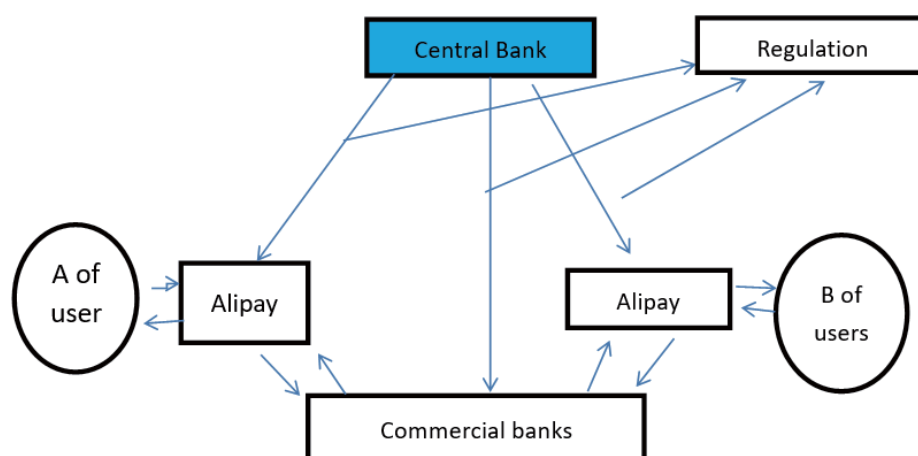 Central Bank
Regulation
A of
user
Alipay
Alipay
B of
users
Commercial banks